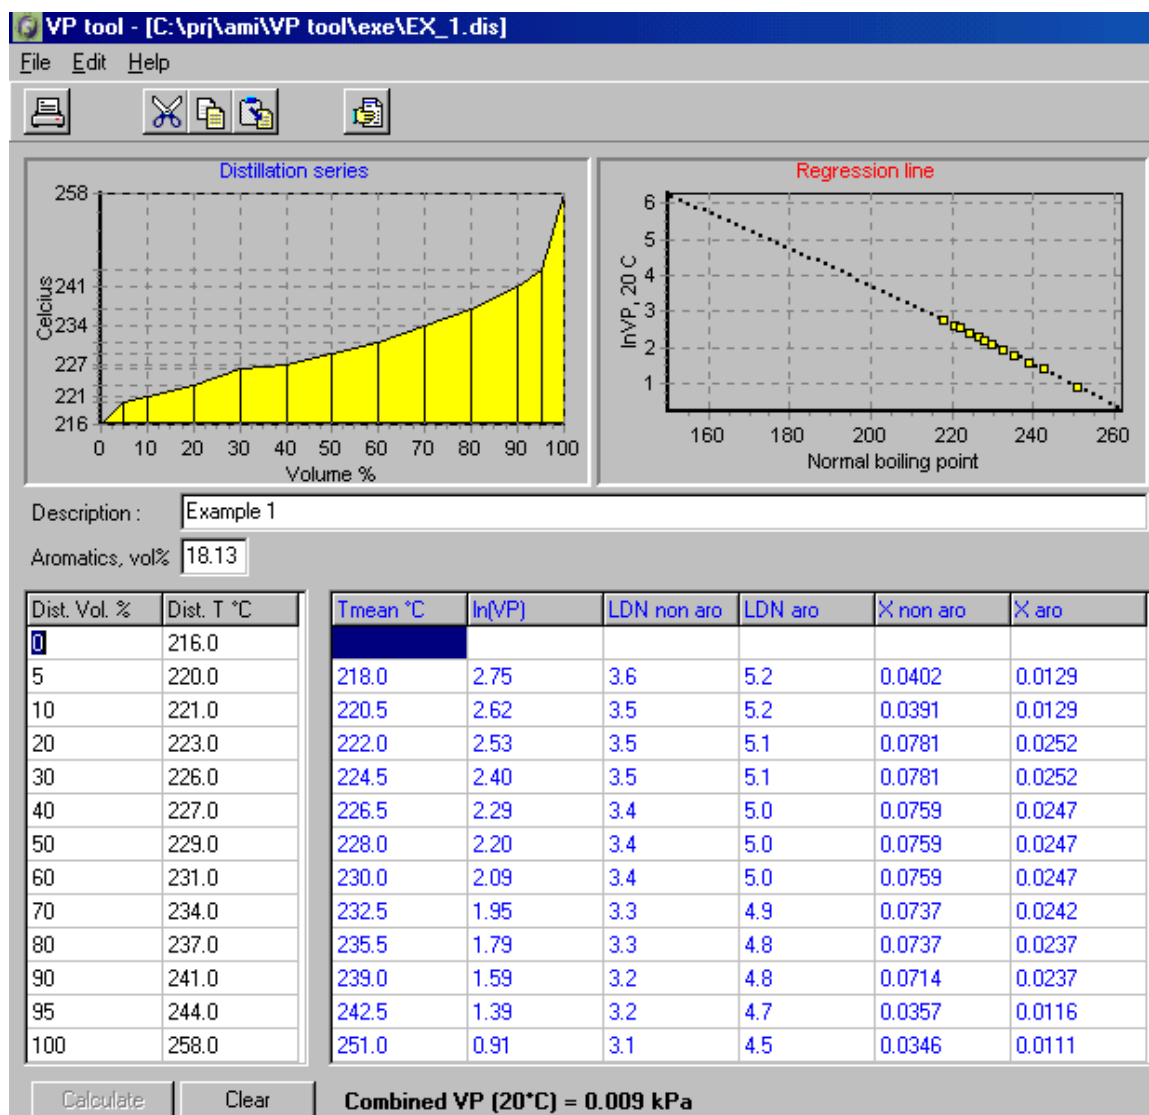 VP tool - [C:\prj\ami\VP tool\exe\EX_1.dis]
File Edit Help
Distillation series
258
241
234
227
221
216
Celcius
0 10 20 30 40 50 60 70 80 90 100
Volume %
Regression line
6
5
4
3
2
1
lnVP, 20 C
160 180 200 220 240 260
Normal boiling point
Description : Example 1
Aromatics, vol% 18.13
Dist. Vol. % Dist. T °C Tmean °C ln(VP) LDN non aro LDN aro X non aro X aro
0 216.0
5 220.0 218.0 2.75 3.6 5.2 0.0402 0.0129
10 221.0 220.5 2.62 3.5 5.2 0.0391 0.0129
20 223.0 222.0 2.53 3.5 5.1 0.0781 0.0252
30 226.0 224.5 2.40 3.5 5.1 0.0781 0.0252
40 227.0 226.5 2.29 3.4 5.0 0.0759 0.0247
50 229.0 228.0 2.20 3.4 5.0 0.0759 0.0247
60 231.0 230.0 2.09 3.4 5.0 0.0759 0.0247
70 234.0 232.5 1.95 3.3 4.9 0.0737 0.0242
80 237.0 235.5 1.79 3.3 4.8 0.0737 0.0237
90 241.0 239.0 1.59 3.2 4.8 0.0714 0.0237
95 244.0 242.5 1.39 3.2 4.7 0.0357 0.0116
100 258.0 251.0 0.91 3.1 4.5 0.0346 0.0111
Calculate Clear Combined VP (20°C) = 0.009 kPa